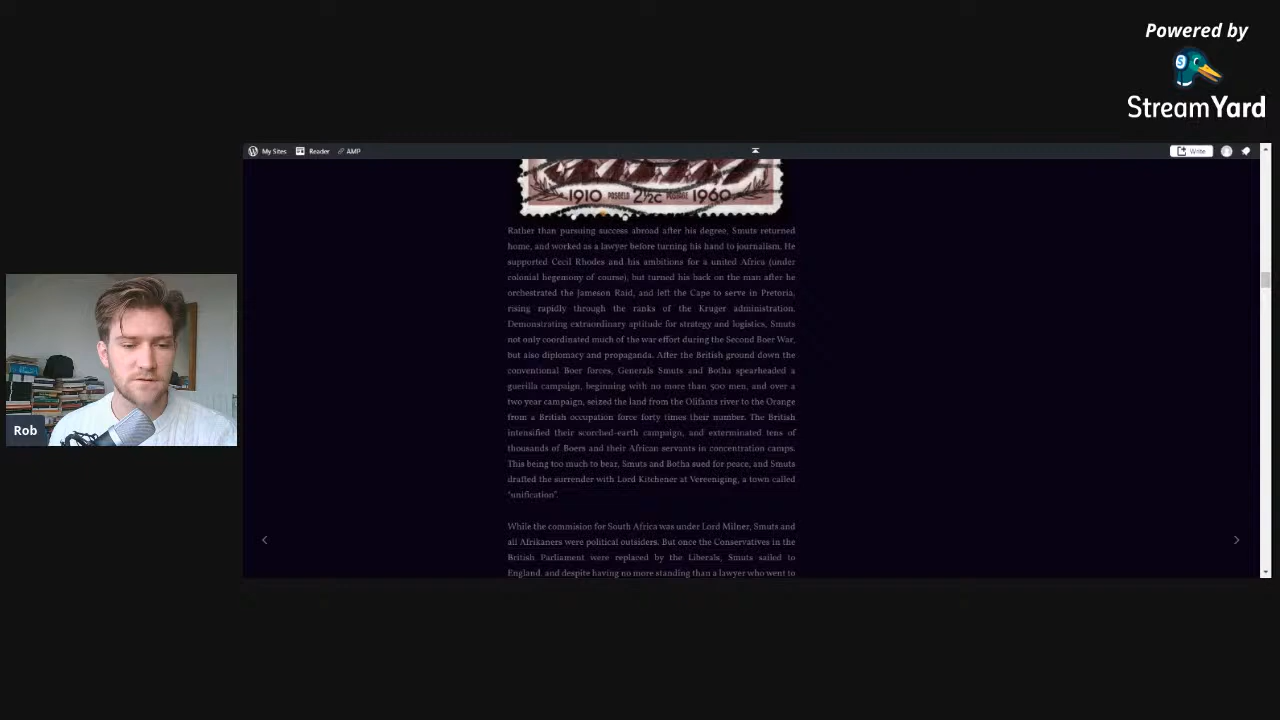 Powered by
StreamYard
My Sites
Reader
AMP
Write
1910 POSGELD 2½c POSTAGE 1960
Rather than pursuing success abroad after his degree, Smuts returned
home, and worked as a lawyer before turning his hand to journalism. He
supported Cecil Rhodes and his ambitions for a united Africa (under
colonial hegemony of course), but turned his back on the man after he
orchestrated the Jameson Raid, and left the Cape to serve in Pretoria,
rising rapidly through the ranks of the Kruger administration.
Demonstrating extraordinary aptitude for strategy and logistics, Smuts
not only coordinated much of the war effort during the Second Boer War,
but also diplomacy and propaganda. After the British ground down the
conventional Boer forces, Generals Smuts and Botha spearheaded a
guerilla campaign, beginning with no more than 500 men, and over a
two year campaign, seized the land from the Olifants river to the Orange
from a British occupation force forty times their number. The British
intensified their scorched-earth campaign, and exterminated tens of
thousands of Boers and their African servants in concentration camps.
This being too much to bear, Smuts and Botha sued for peace, and Smuts
drafted the surrender with Lord Kitchener at Vereeniging, a town called
"unification".
While the commision for South Africa was under Lord Milner, Smuts and
all Afrikaners were political outsiders. But once the Conservatives in the
British Parliament were replaced by the Liberals, Smuts sailed to
England, and despite having no more standing than a lawyer who went to
Rob